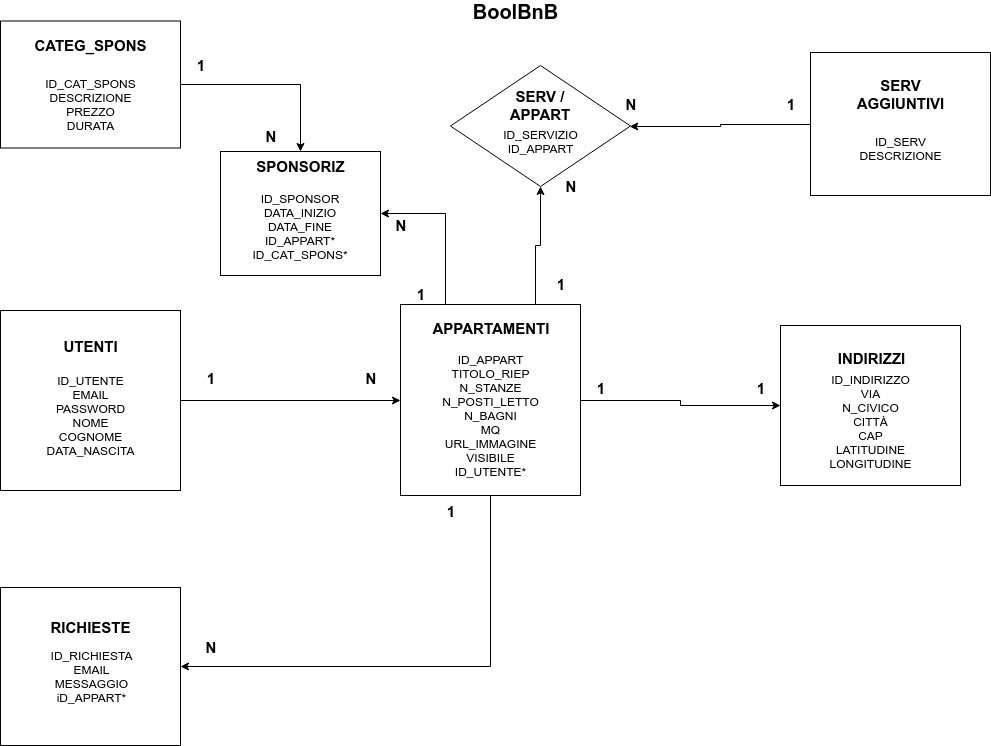 BoolBnB
CATEG_SPONS
ID_CAT_SPONS
DESCRIZIONE
PREZZO
DURATA
1
N
SPONSORIZ
ID_SPONSOR
DATA_INIZIO
DATA_FINE
ID_APPART*
ID_CAT_SPONS*
N
1
SERV /
APPART
ID_SERVIZIO
ID_APPART
N
1
N
1
SERV
AGGIUNTIVI
ID_SERV
DESCRIZIONE
UTENTI
ID_UTENTE
EMAIL
PASSWORD
NOME
COGNOME
DATA_NASCITA
1
N
APPARTAMENTI
ID_APPART
TITOLO_RIEP
N_STANZE
N_POSTI_LETTO
N_BAGNI
MQ
URL_IMMAGINE
VISIBILE
ID_UTENTE*
1
1
INDIRIZZI
ID_INDIRIZZO
VIA
N_CIVICO
CITTÀ
CAP
LATITUDINE
LONGITUDINE
1
N
RICHIESTE
ID_RICHIESTA
EMAIL
MESSAGGIO
iD_APPART*